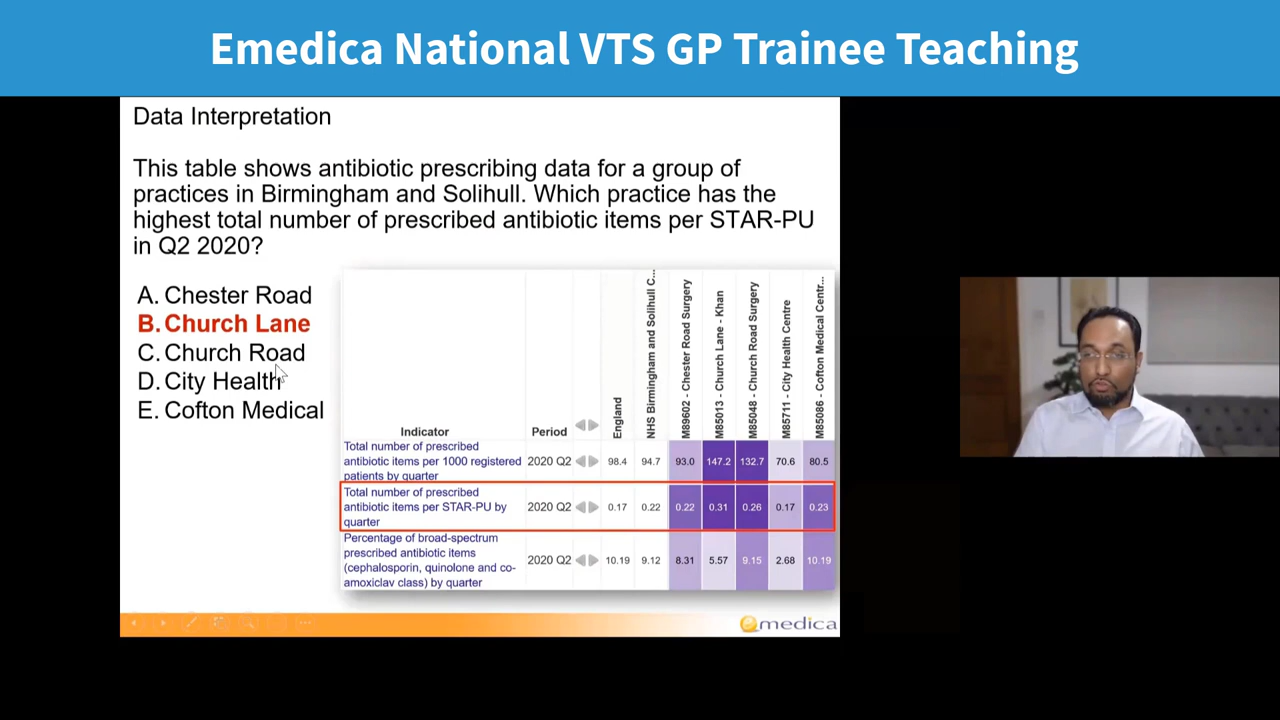 Emedica National VTS GP Trainee Teaching
Data Interpretation
This table shows antibiotic prescribing data for a group of
practices in Birmingham and Solihull. Which practice has the
highest total number of prescribed antibiotic items per STAR-PU
in Q2 2020?
A. Chester Road
B. Church Lane
C. Church Road
D. City Health
E. Cofton Medical
Indicator Period England NHS Birmingham and Solihull C... M89602 - Chester Road Surgery M85013 - Church Lane - Khan M85048 - Church Road Surgery M85711 - City Health Centre M85086 - Cofton Medical Centr...
Total number of prescribed
antibiotic items per 1000 registered 2020 Q2 98.4 94.7 93.0 147.2 132.7 70.6 80.5
patients by quarter
Total number of prescribed
antibiotic items per STAR-PU by 2020 Q2 0.17 0.22 0.22 0.31 0.26 0.17 0.23
quarter
Percentage of broad-spectrum
prescribed antibiotic items
(cephalosporin, quinolone and co- 2020 Q2 10.19 9.12 8.31 5.57 9.15 2.68 10.19
amoxiclav class) by quarter
emedica